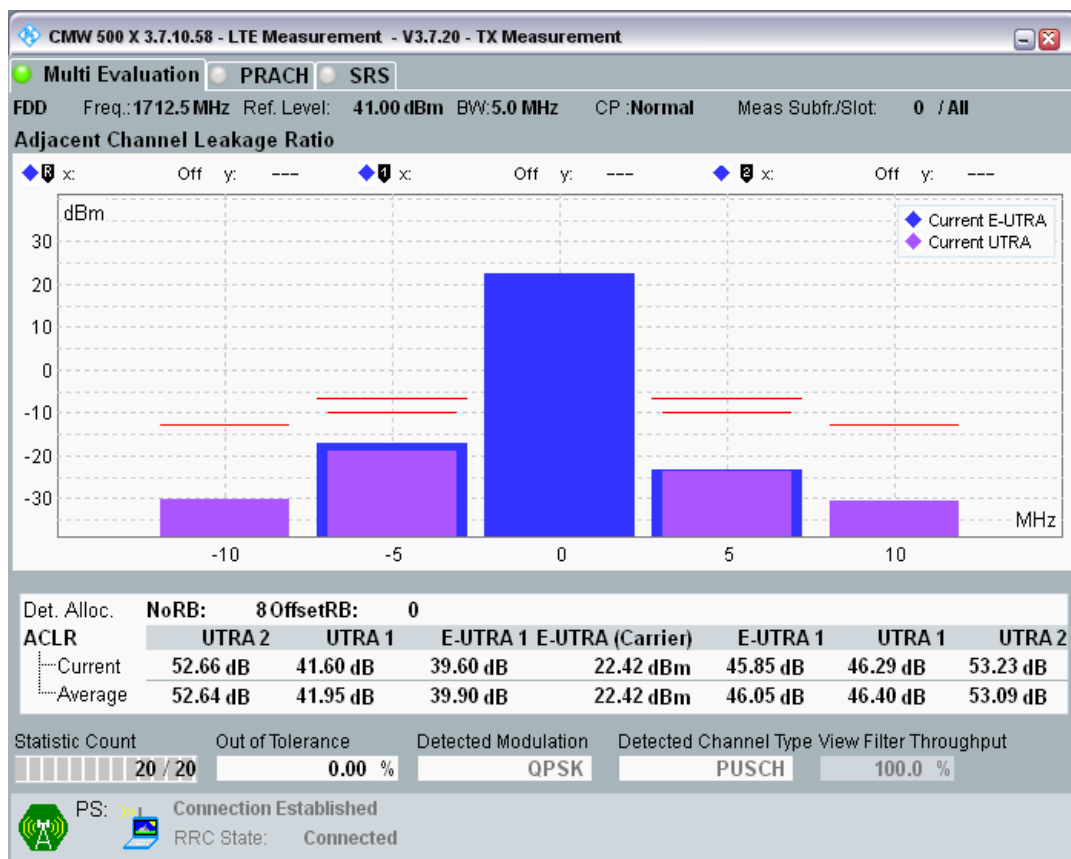 CMW 500 X 3.7.10.58 - LTE Measurement - V3.7.20 - TX Measurement
Multi Evaluation PRACH SRS
FDD Freq.: 1712.5 MHz Ref. Level: 41.00 dBm BW: 5.0 MHz CP : Normal Meas Subfr./Slot: 0 / All
Adjacent Channel Leakage Ratio
R x: Off y: --- 1 x: Off y: --- 2 x: Off y: ---
dBm
Current E-UTRA
Current UTRA
30
20
10
0
-10
-20
-30
MHz
-10 -5 0 5 10
Det. Alloc. NoRB: 8 OffsetRB: 0
ACLR UTRA 2 UTRA 1 E-UTRA 1 E-UTRA (Carrier) E-UTRA 1 UTRA 1 UTRA 2
Current 52.66 dB 41.60 dB 39.60 dB 22.42 dBm 45.85 dB 46.29 dB 53.23 dB
Average 52.64 dB 41.95 dB 39.90 dB 22.42 dBm 46.05 dB 46.40 dB 53.09 dB
Statistic Count Out of Tolerance Detected Modulation Detected Channel Type View Filter Throughput
20 / 20 0.00 % QPSK PUSCH 100.0 %
PS: Connection Established
RRC State: Connected